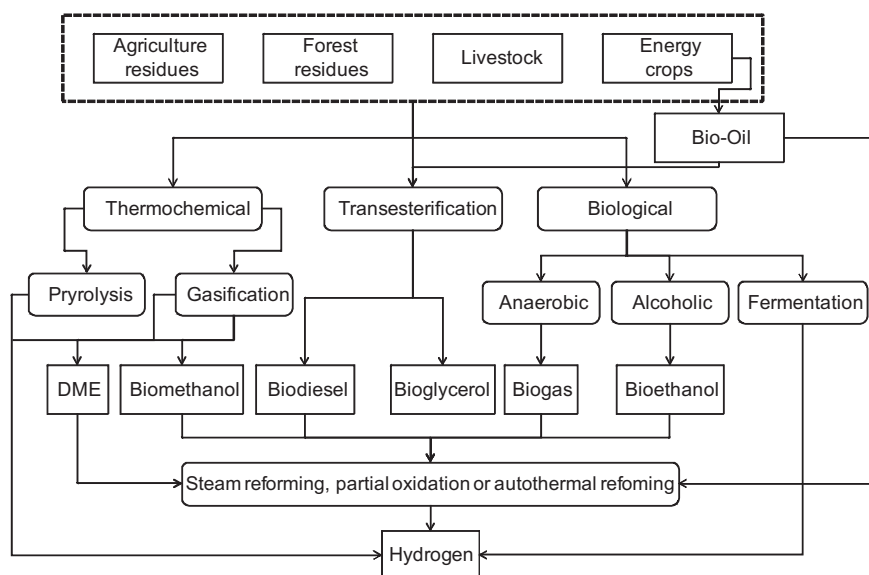 Agriculture
residues
Forest
residues
Livestock
Energy
crops
Bio-Oil
Thermochemical
Transesterification
Biological
Pryrolysis
Gasification
Anaerobic
Alcoholic
Fermentation
DME
Biomethanol
Biodiesel
Bioglycerol
Biogas
Bioethanol
Steam reforming, partial oxidation or autothermal refoming
Hydrogen